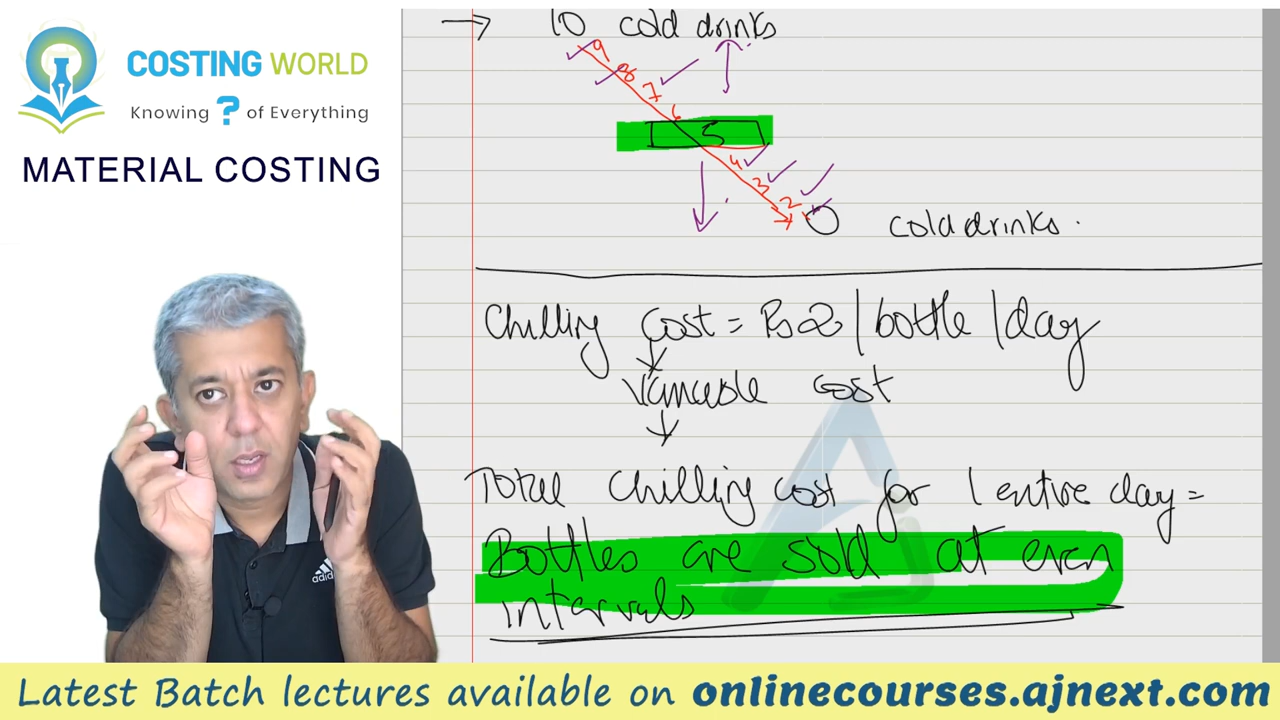 COSTING WORLD
Knowing ? of Everything
MATERIAL COSTING
→ 10 cold drinks
9
8
7
6
5
4
3
2
0 cold drinks.
Chilling cost = Rs 2 / bottle / day
Variable cost
Total Chilling cost for 1 entire day =
Bottles are sold at even
intervals
adidas
Latest Batch lectures available on onlinecourses.ajnext.com